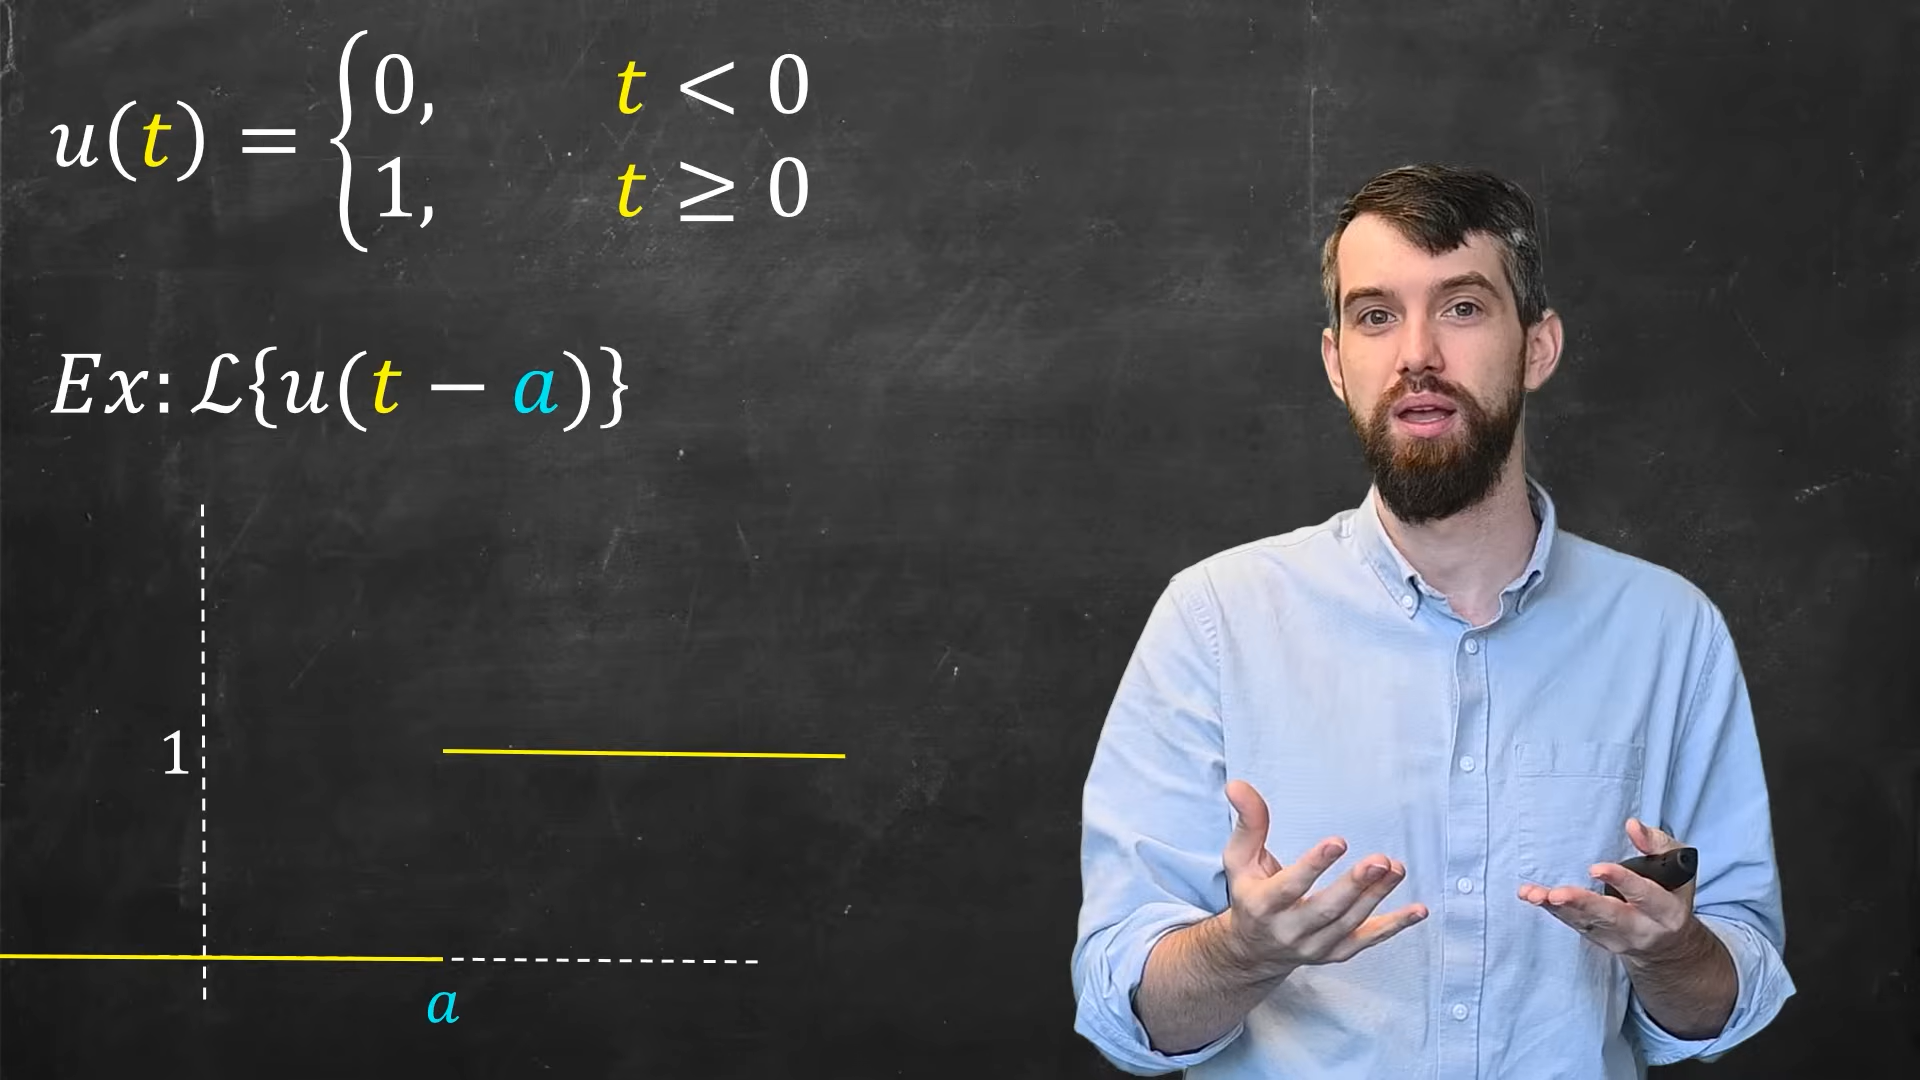 u(t) = {0, t < 0
1, t ≥ 0
Ex: ℒ{u(t − a)}
1
a